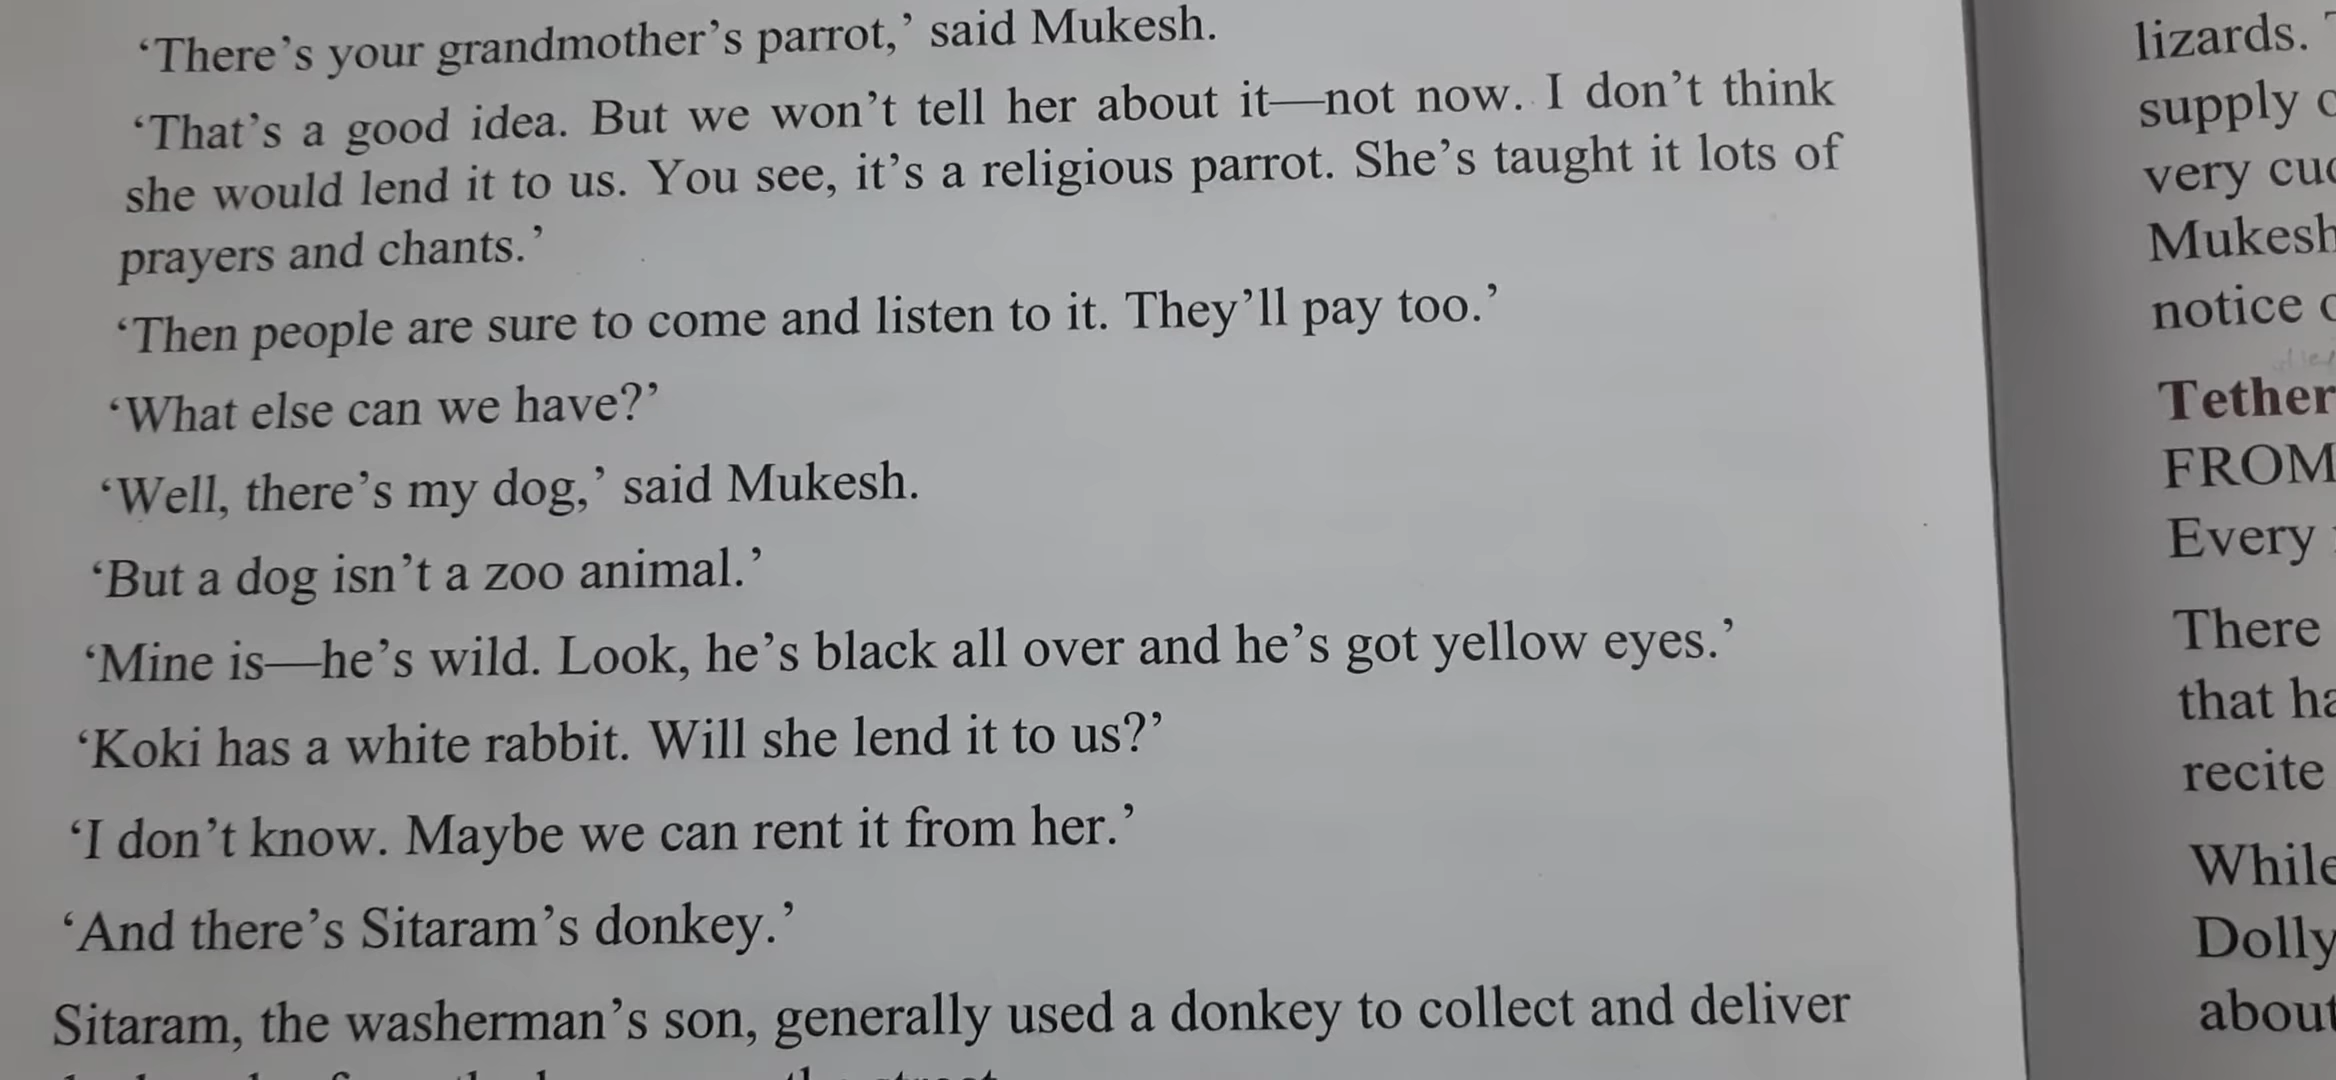 ‘There’s your grandmother’s parrot,’ said Mukesh.
‘That’s a good idea. But we won’t tell her about it—not now. I don’t think
she would lend it to us. You see, it’s a religious parrot. She’s taught it lots of
prayers and chants.’
‘Then people are sure to come and listen to it. They’ll pay too.’
‘What else can we have?’
‘Well, there’s my dog,’ said Mukesh.
‘But a dog isn’t a zoo animal.’
‘Mine is—he’s wild. Look, he’s black all over and he’s got yellow eyes.’
‘Koki has a white rabbit. Will she lend it to us?’
‘I don’t know. Maybe we can rent it from her.’
‘And there’s Sitaram’s donkey.’
Sitaram, the washerman’s son, generally used a donkey to collect and deliver
lizards.
supply
very
Mukesh
notice
Tether
FROM
Every
There
that
recite
While
Dolly
about